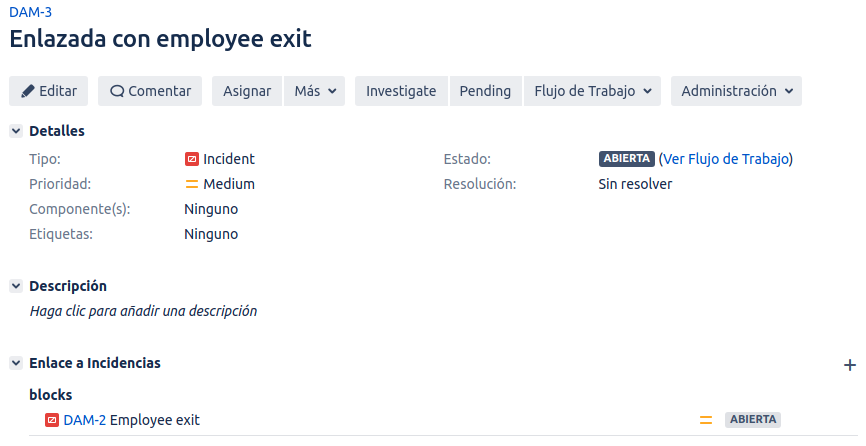 DAM-3
Enlazada con employee exit
Editar Comentar Asignar Más Investigate Pending Flujo de Trabajo Administración
Detalles
Tipo: Incident Estado: ABIERTA (Ver Flujo de Trabajo)
Prioridad: Medium Resolución: Sin resolver
Componente(s): Ninguno
Etiquetas: Ninguno
Descripción
Haga clic para añadir una descripción
Enlace a Incidencias
blocks
DAM-2 Employee exit ABIERTA